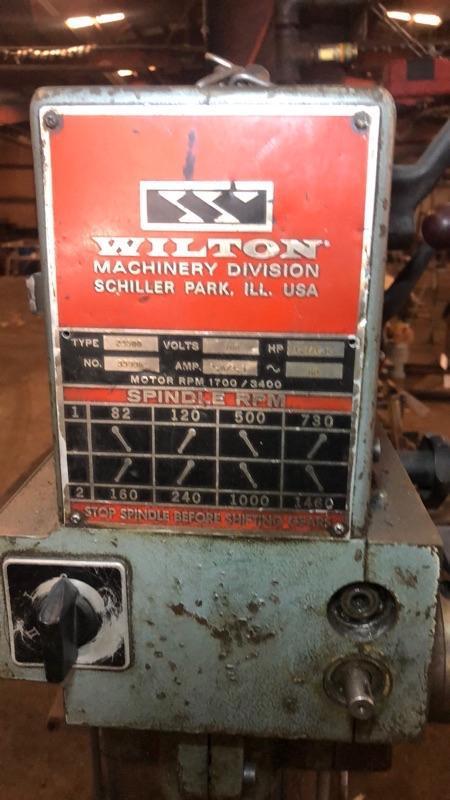 WILTON
MACHINERY DIVISION
SCHILLER PARK, ILL. USA
TYPE VOLTS HP
NO. AMP. ~
MOTOR RPM 1700/3400
SPINDLE RPM
1 82 120 500 730
2 160 240 1000 1460
STOP SPINDLE BEFORE SHIFTING GEARS